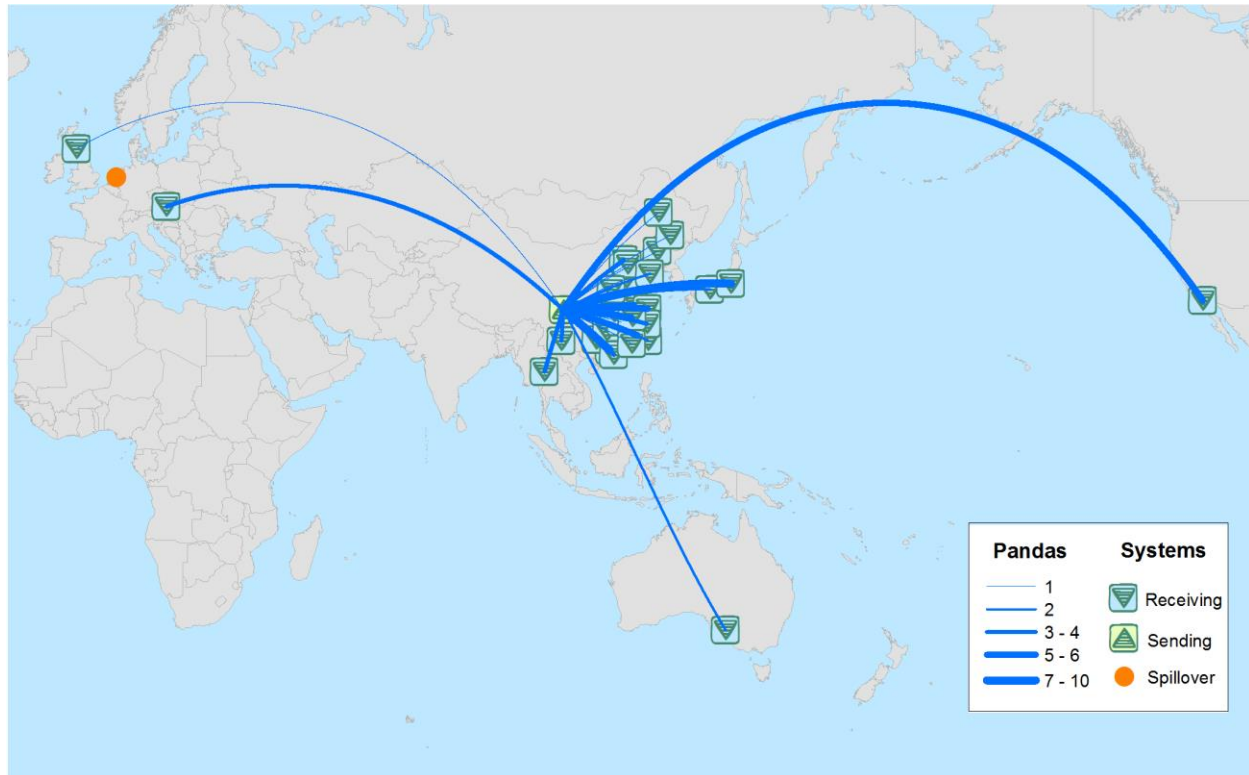 Pandas
1
2
3 - 4
5 - 6
7 - 10
Systems
Receiving
Sending
Spillover